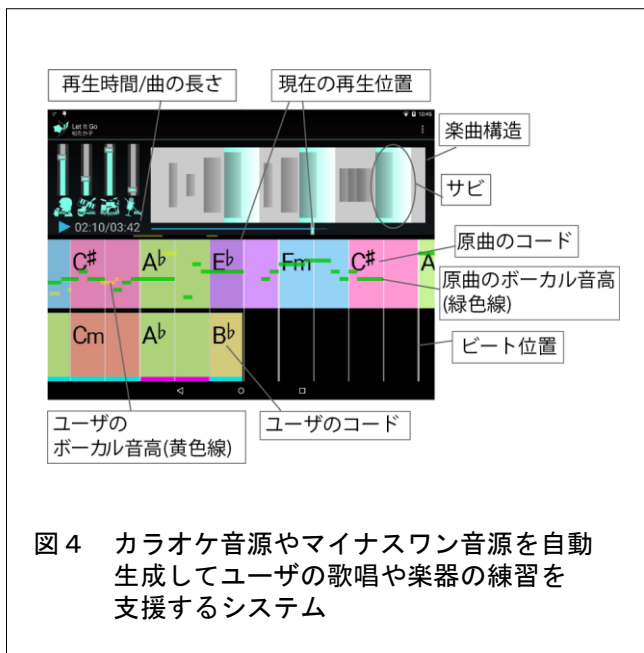 再生時間/曲の長さ
現在の再生位置
10:45
Let It Go
松たか子
楽曲構造
サビ
02:10/03:42
原曲のコード
C# A♭ E♭ Fm C# A
原曲のボーカル音高
(緑色線)
Cm A♭ B♭
ビート位置
ユーザの
ボーカル音高(黄色線)
ユーザのコード
図4 カラオケ音源やマイナスワン音源を自動
生成してユーザの歌唱や楽器の練習を
支援するシステム